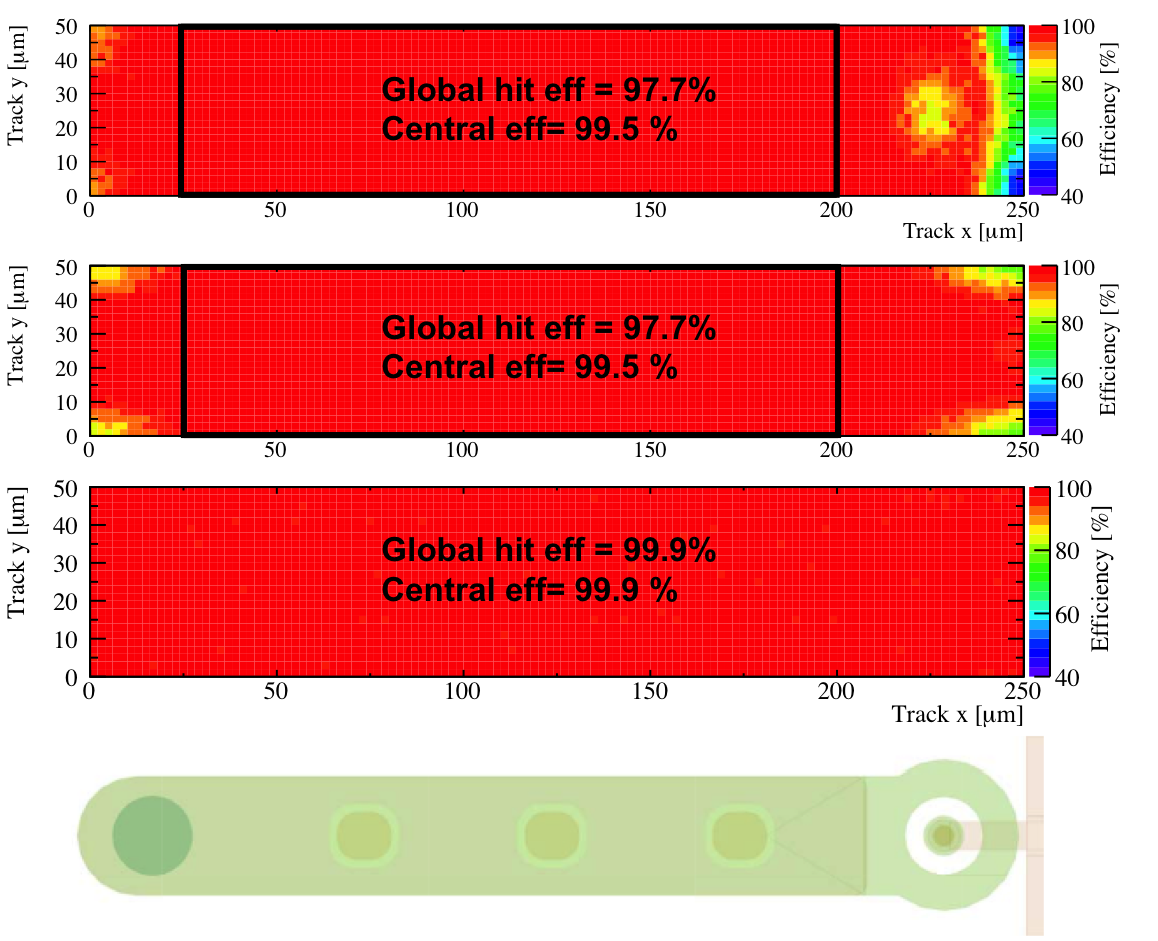 Track y [μm]
50
40
30
20
10
0
Global hit eff = 97.7%
Central eff= 99.5 %
0 50 100 150 200 250
Track x [μm]
100
80
60
40
Efficiency [%]
Track y [μm]
50
40
30
20
10
0
Global hit eff = 97.7%
Central eff= 99.5 %
0 50 100 150 200 250
100
80
60
40
Efficiency [%]
Track y [μm]
50
40
30
20
10
0
Global hit eff = 99.9%
Central eff= 99.9 %
0 50 100 150 200 250
Track x [μm]
100
80
60
40
Efficiency [%]